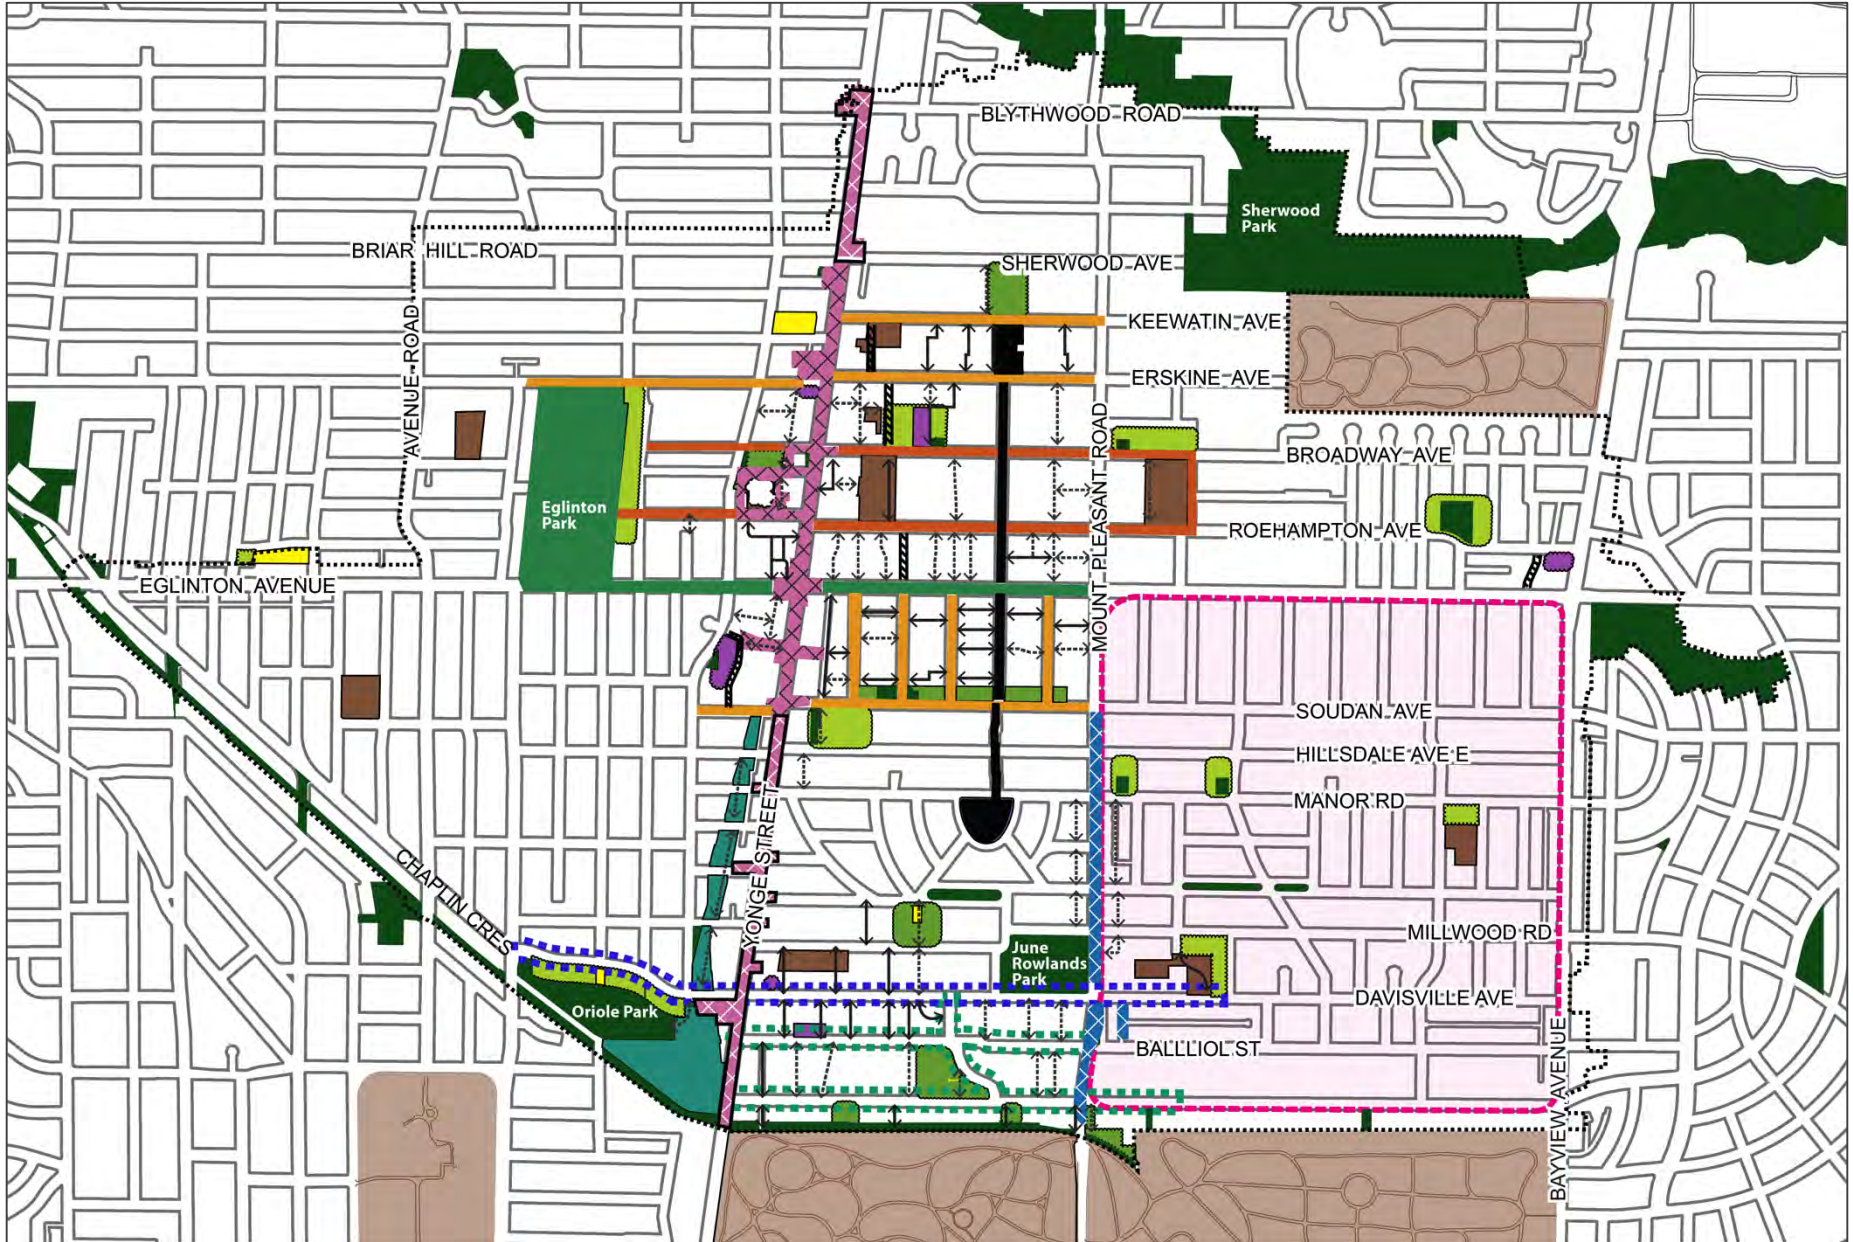 BLYTHWOOD ROAD
Sherwood
Park
BRIAR HILL ROAD
SHERWOOD AVE
KEEWATIN AVE
AVENUE ROAD
ERSKINE AVE
MOUNT PLEASANT ROAD
BROADWAY AVE
Eglinton
Park
ROEHAMPTON AVE
EGLINTON AVENUE
SOUDAN AVE
HILLSDALE AVE E
MANOR RD
YONGE STREET
CHAPLIN CRES
MILLWOOD RD
June
Rowlands
Park
DAVISVILLE AVE
Oriole Park
BALLLIOL ST
BAYVIEW AVENUE